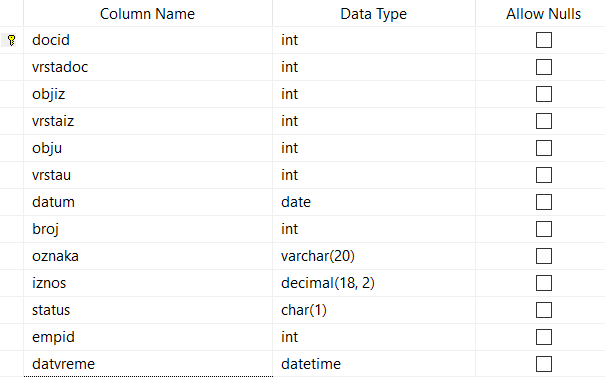 Column Name Data Type Allow Nulls
docid int
vrstadoc int
objiz int
vrstaiz int
obju int
vrstau int
datum date
broj int
oznaka varchar(20)
iznos decimal(18, 2)
status char(1)
empid int
datvreme datetime